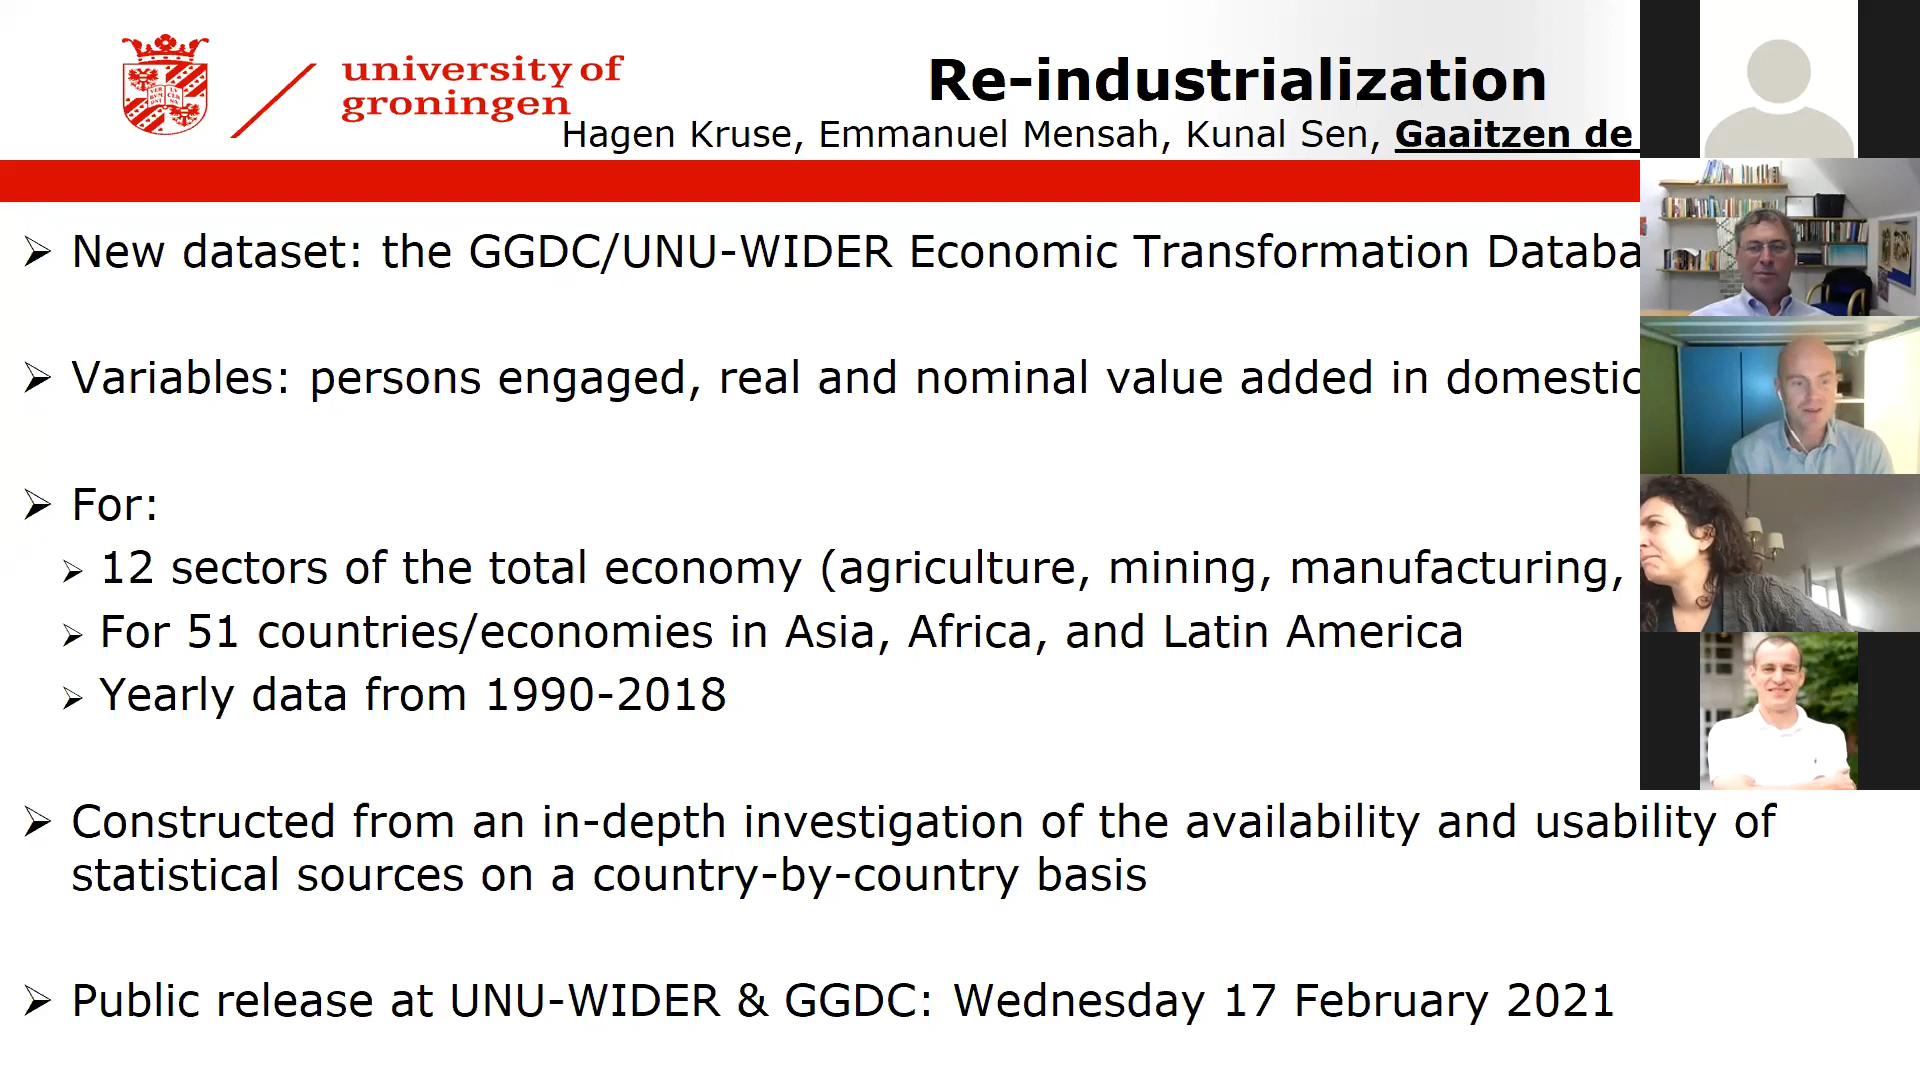 university of
groningen
Re-industrialization
Hagen Kruse, Emmanuel Mensah, Kunal Sen, Gaaitzen de
New dataset: the GGDC/UNU-WIDER Economic Transformation Databa
Variables: persons engaged, real and nominal value added in domestic
For:
12 sectors of the total economy (agriculture, mining, manufacturing,
For 51 countries/economies in Asia, Africa, and Latin America
Yearly data from 1990-2018
Constructed from an in-depth investigation of the availability and usability of
statistical sources on a country-by-country basis
Public release at UNU-WIDER & GGDC: Wednesday 17 February 2021